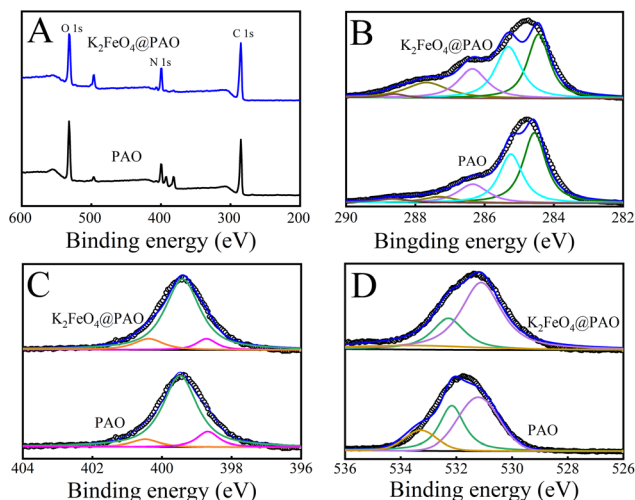 A
O 1s
C 1s
K₂FeO₄@PAO
N 1s
PAO
600 500 400 300 200
Binding energy (eV)
B
K₂FeO₄@PAO
PAO
290 288 286 284 282
Bingding energy (eV)
C
K₂FeO₄@PAO
PAO
404 402 400 398 396
Binding energy (eV)
D
K₂FeO₄@PAO
PAO
536 534 532 530 528 526
Binding energy (eV)